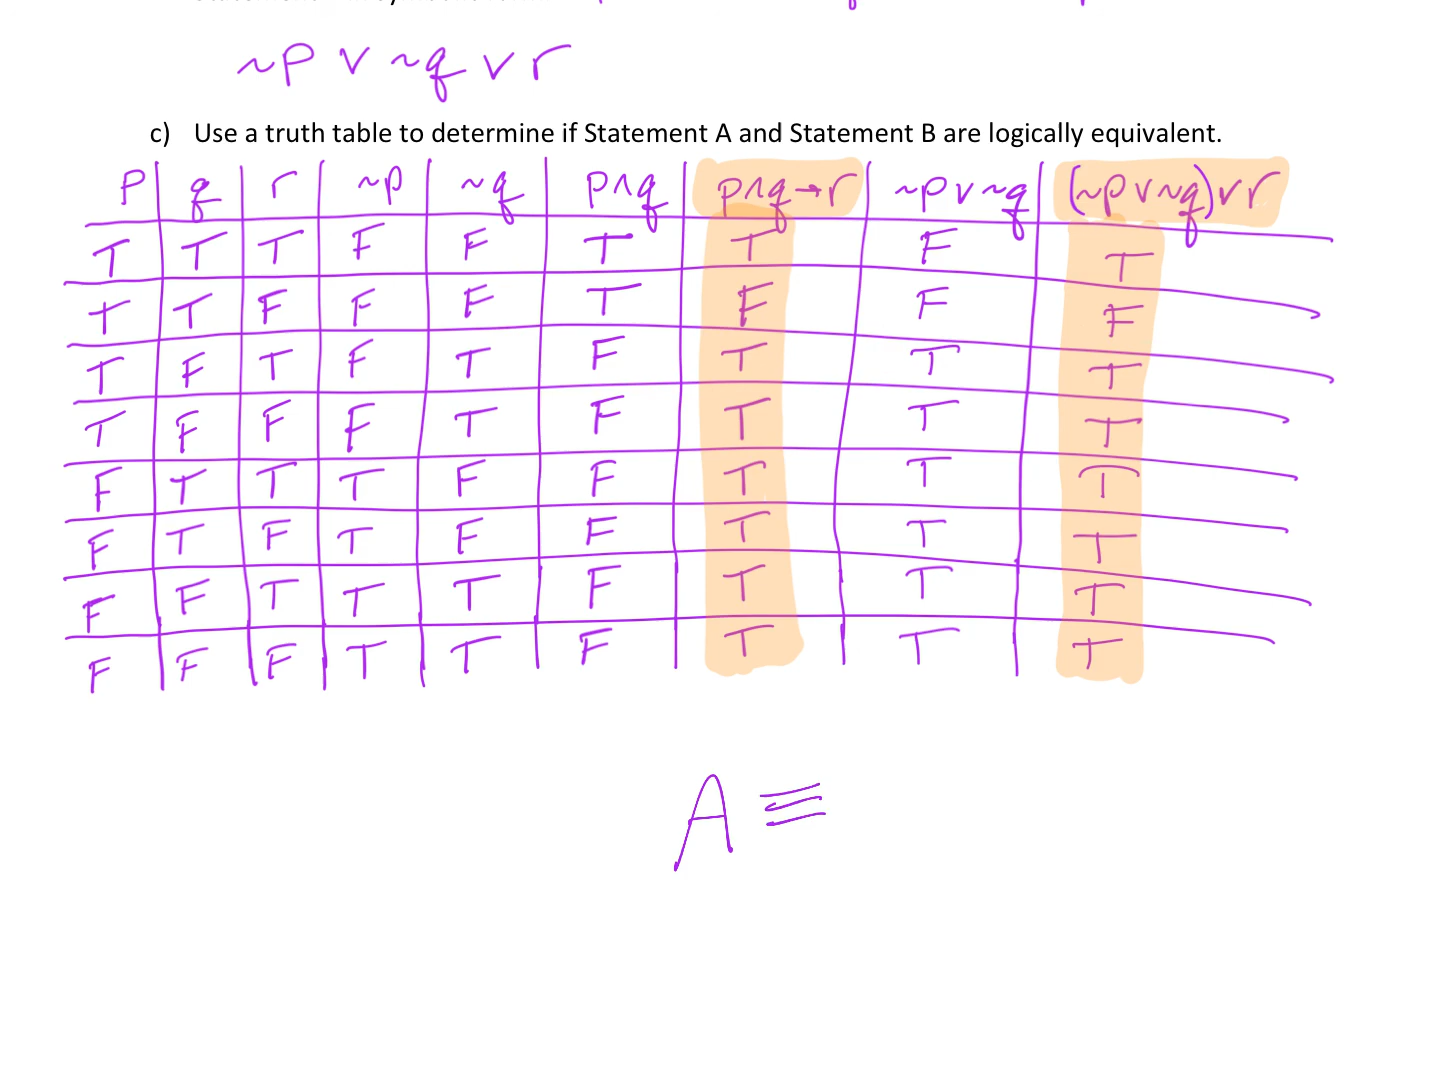 ~p ∨ ~q ∨ r
c) Use a truth table to determine if Statement A and Statement B are logically equivalent.
P q r ~p ~q p∧q p∧q→r ~p∨~q (~p∨~q)∨r
T T T F F T T F T
T T F F F T F F F
T F T F T F T T T
T F F F T F T T T
F T T T F F T T T
F T F T F F T T T
F F T T T F T T T
F F F T T F T T T
A ≡